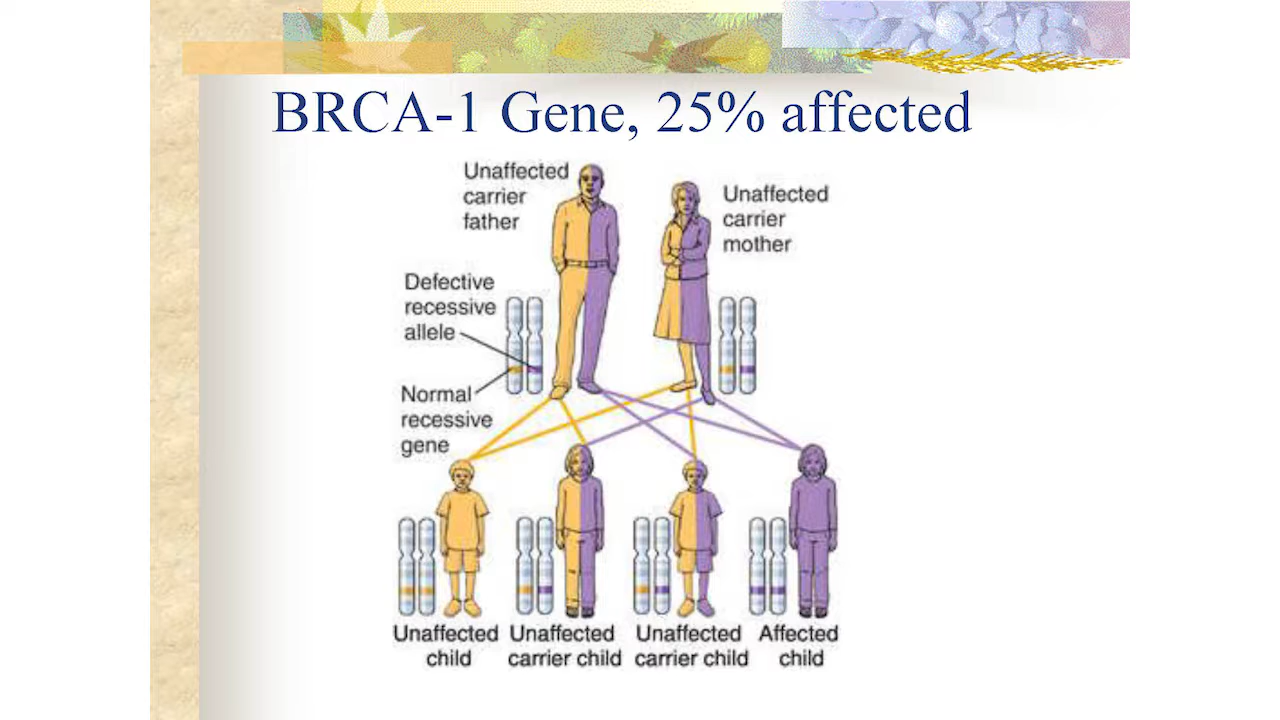 BRCA-1 Gene, 25% affected
Unaffected
carrier
father
Unaffected
carrier
mother
Defective
recessive
allele
Normal
recessive
gene
Unaffected
child
Unaffected
carrier child
Unaffected
carrier child
Affected
child